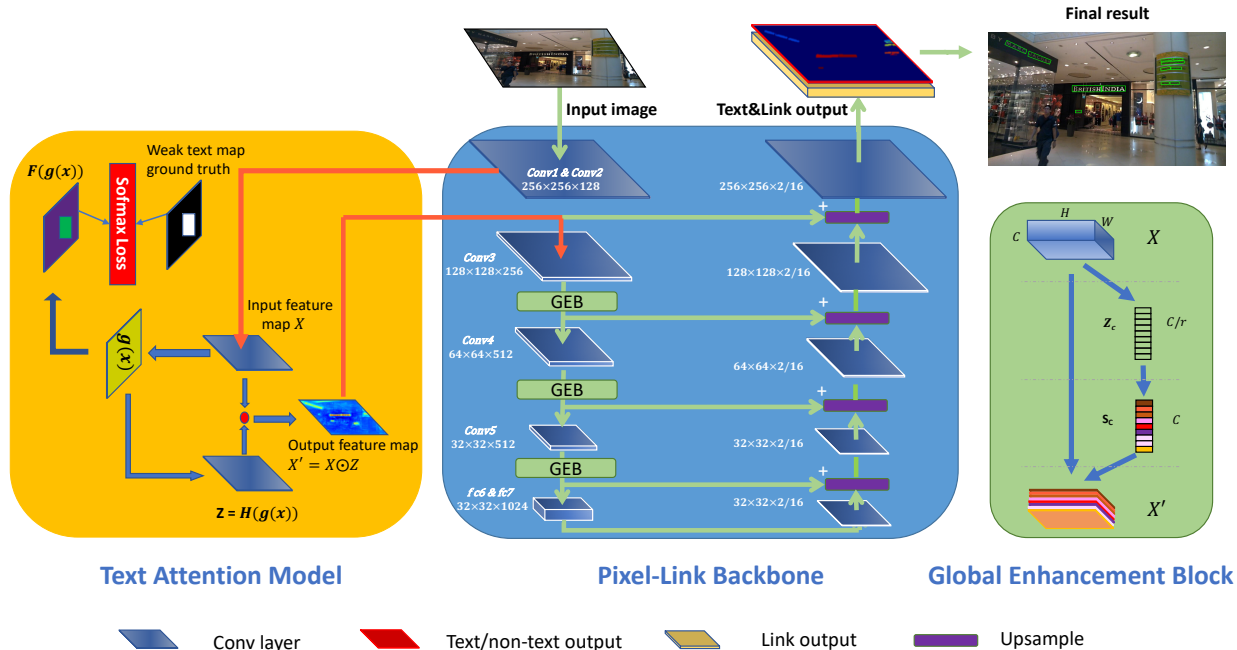 Final result
Input image
Text&Link output
BRITISH INDIA
F(g(x))
Weak text map
ground truth
Sofmax Loss
Input feature
map X
g(x)
Output feature map
X′ = X⊙Z
Z = H(g(x))
Conv1 & Conv2
256×256×128
Conv3
128×128×256
GEB
Conv4
64×64×512
GEB
Conv5
32×32×512
GEB
fc6 & fc7
32×32×1024
256×256×2/16
+
128×128×2/16
+
64×64×2/16
+
32×32×2/16
+
32×32×2/16
H
W
C
X
Z_c
C/r
S_c
C
X′
Text Attention Model
Pixel-Link Backbone
Global Enhancement Block
Conv layer
Text/non-text output
Link output
Upsample